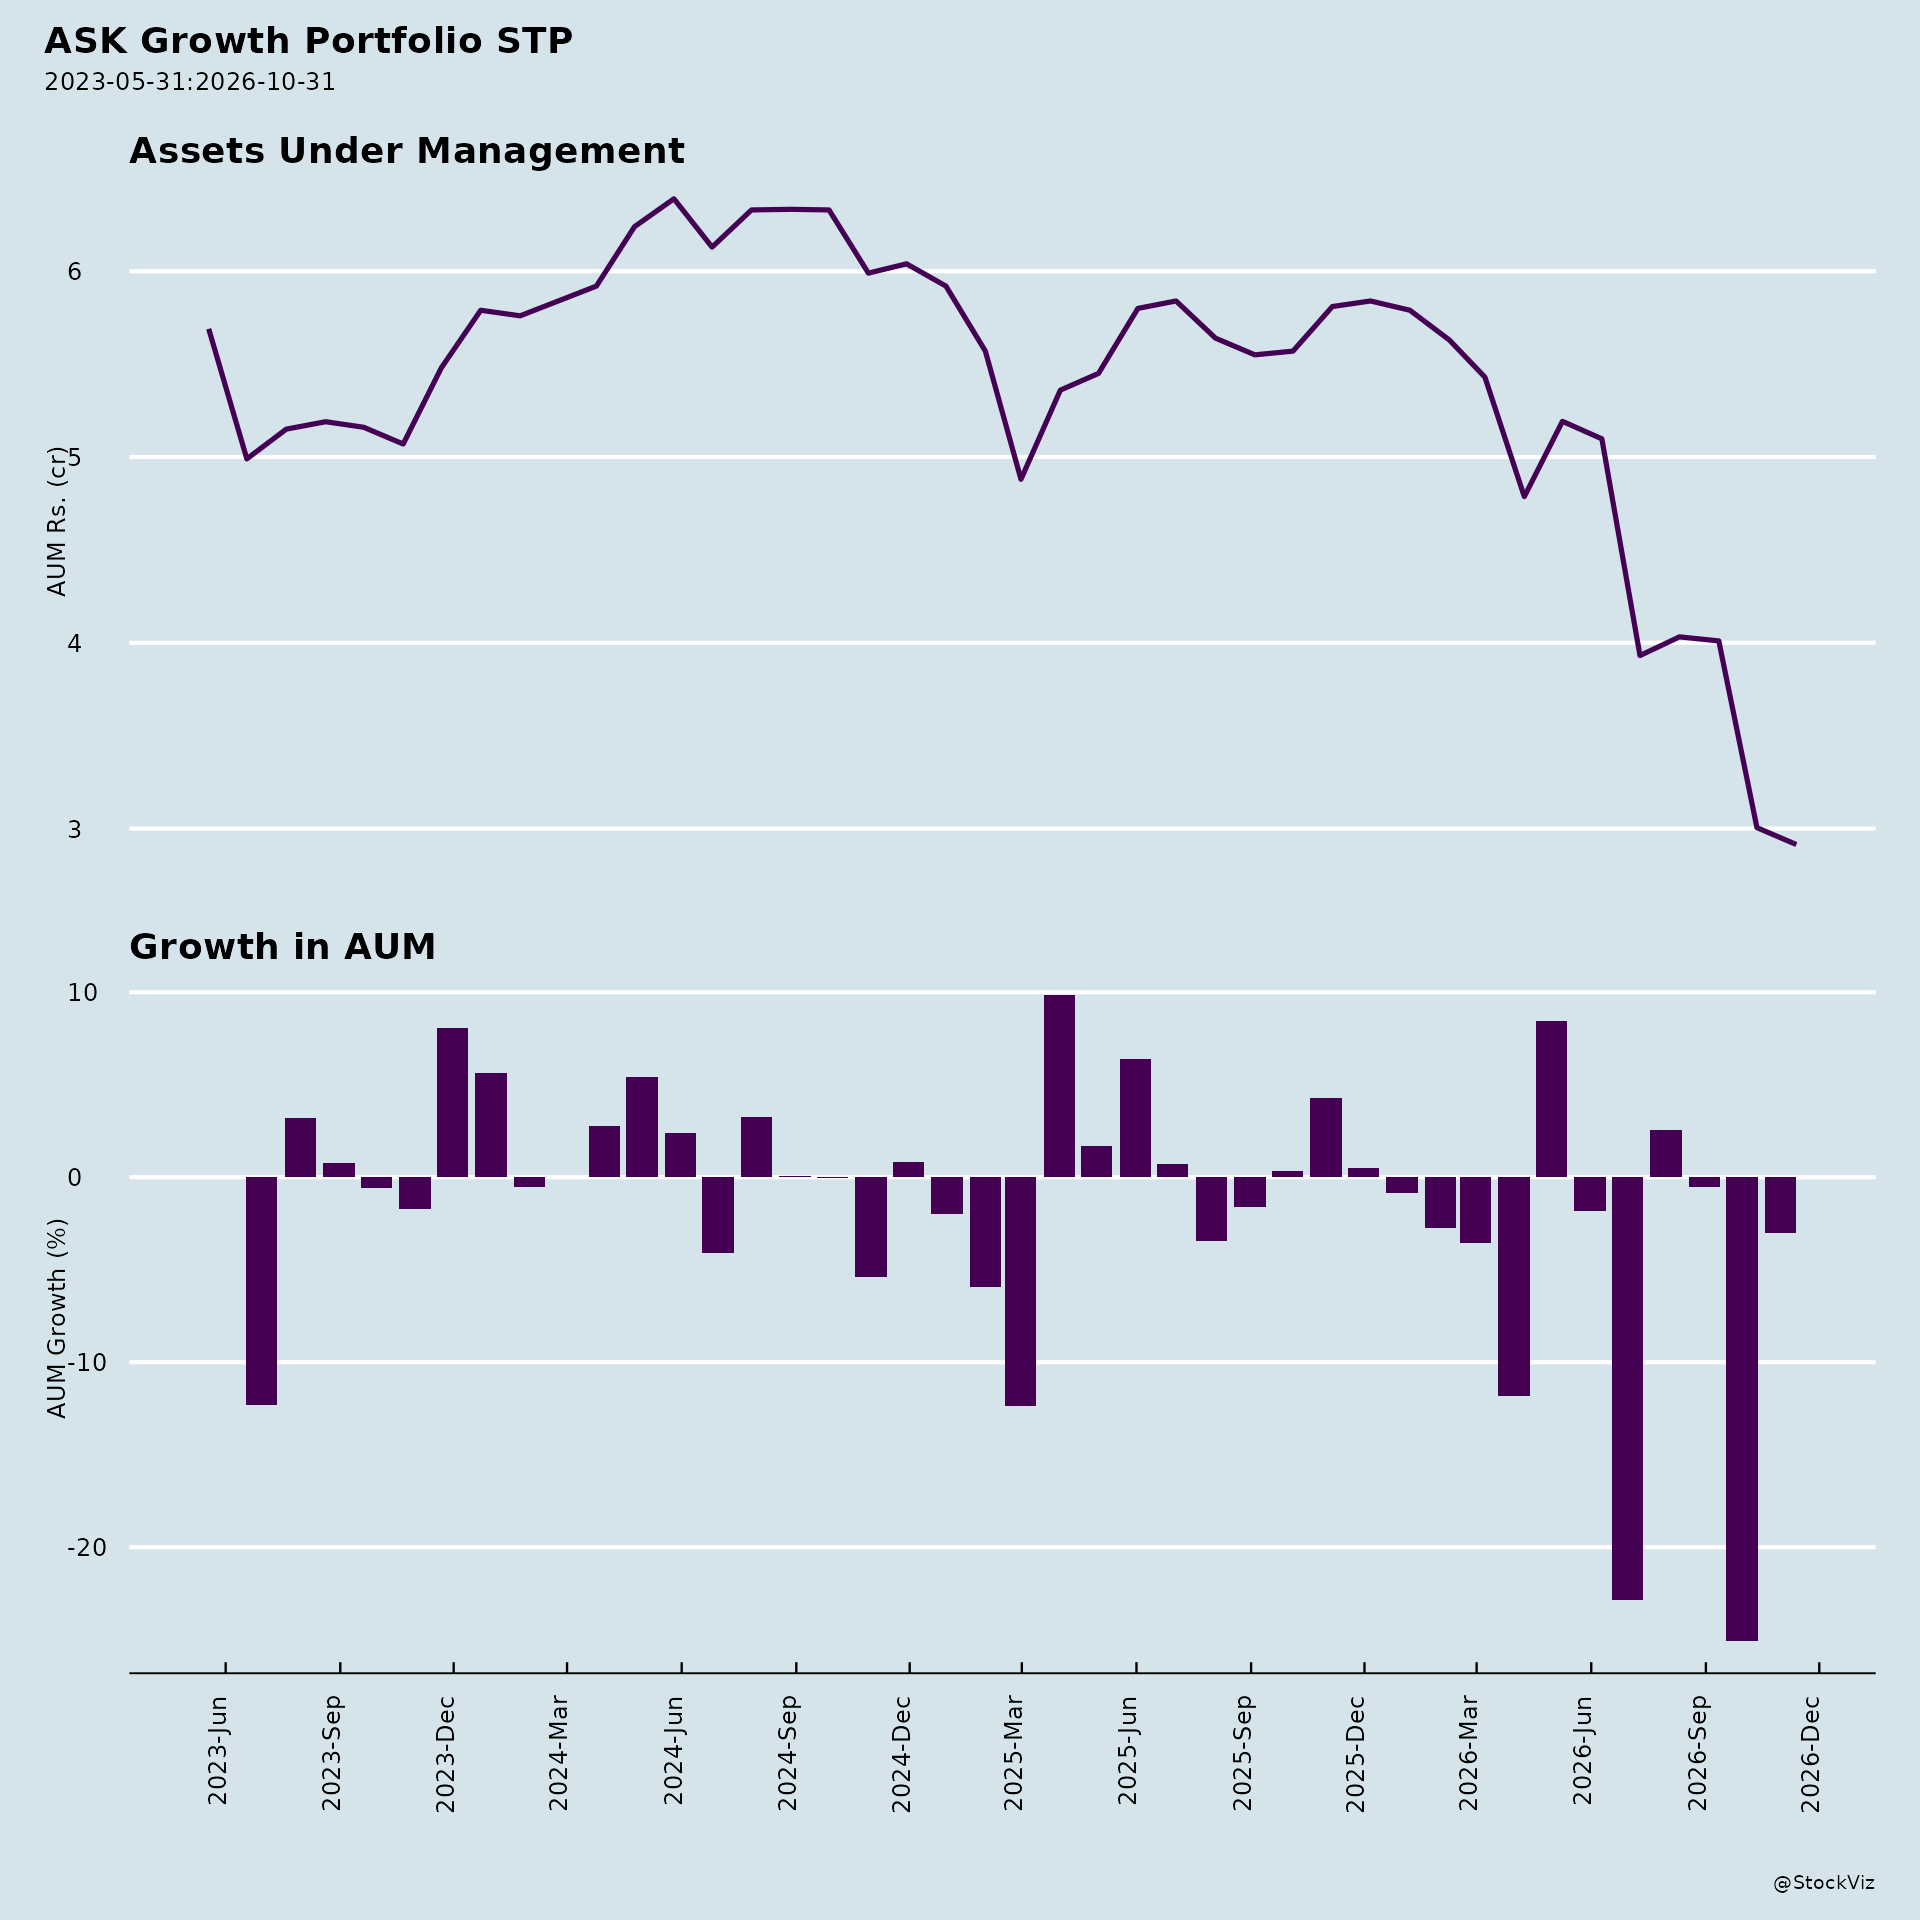 ASK Growth Portfolio STP
2023-05-31:2026-10-31
Assets Under Management
AUM Rs. (cr)
6
5
4
3
Growth in AUM
AUM Growth (%)
10
0
-10
-20
2023-Jun
2023-Sep
2023-Dec
2024-Mar
2024-Jun
2024-Sep
2024-Dec
2025-Mar
2025-Jun
2025-Sep
2025-Dec
2026-Mar
2026-Jun
2026-Sep
2026-Dec
@StockViz